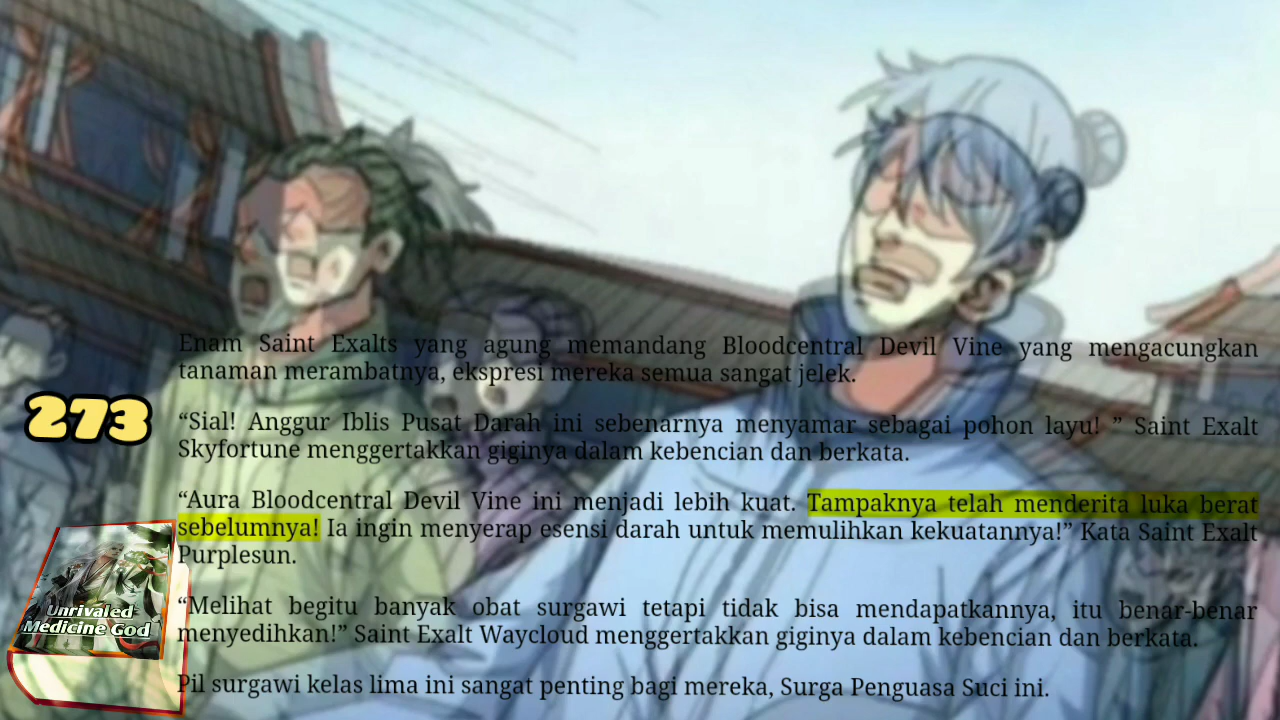 Enam Saint Exalts yang agung memandang Bloodcentral Devil Vine yang mengacungkan
tanaman merambatnya, ekspresi mereka semua sangat jelek.
273
“Sial! Anggur Iblis Pusat Darah ini sebenarnya menyamar sebagai pohon layu! ” Saint Exalt
Skyfortune menggertakkan giginya dalam kebencian dan berkata.
“Aura Bloodcentral Devil Vine ini menjadi lebih kuat. Tampaknya telah menderita luka berat
sebelumnya! Ia ingin menyerap esensi darah untuk memulihkan kekuatannya!” Kata Saint Exalt
Purplesun.
“Melihat begitu banyak obat surgawi tetapi tidak bisa mendapatkannya, itu benar-benar
menyedihkan!” Saint Exalt Waycloud menggertakkan giginya dalam kebencian dan berkata.
Unrivaled
Medicine God
Pil surgawi kelas lima ini sangat penting bagi mereka, Surga Penguasa Suci ini.